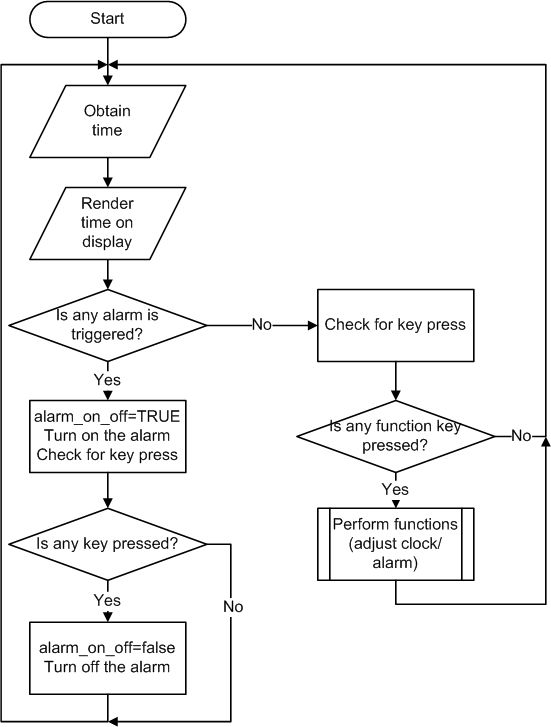 Start
Obtain
time
Render
time on
display
Is any alarm is
triggered?
No
Check for key press
Yes
alarm_on_off=TRUE
Turn on the alarm
Check for key press
Is any function key
pressed?
No
Yes
Perform functions
(adjust clock/
alarm)
Is any key pressed?
Yes
No
alarm_on_off=false
Turn off the alarm